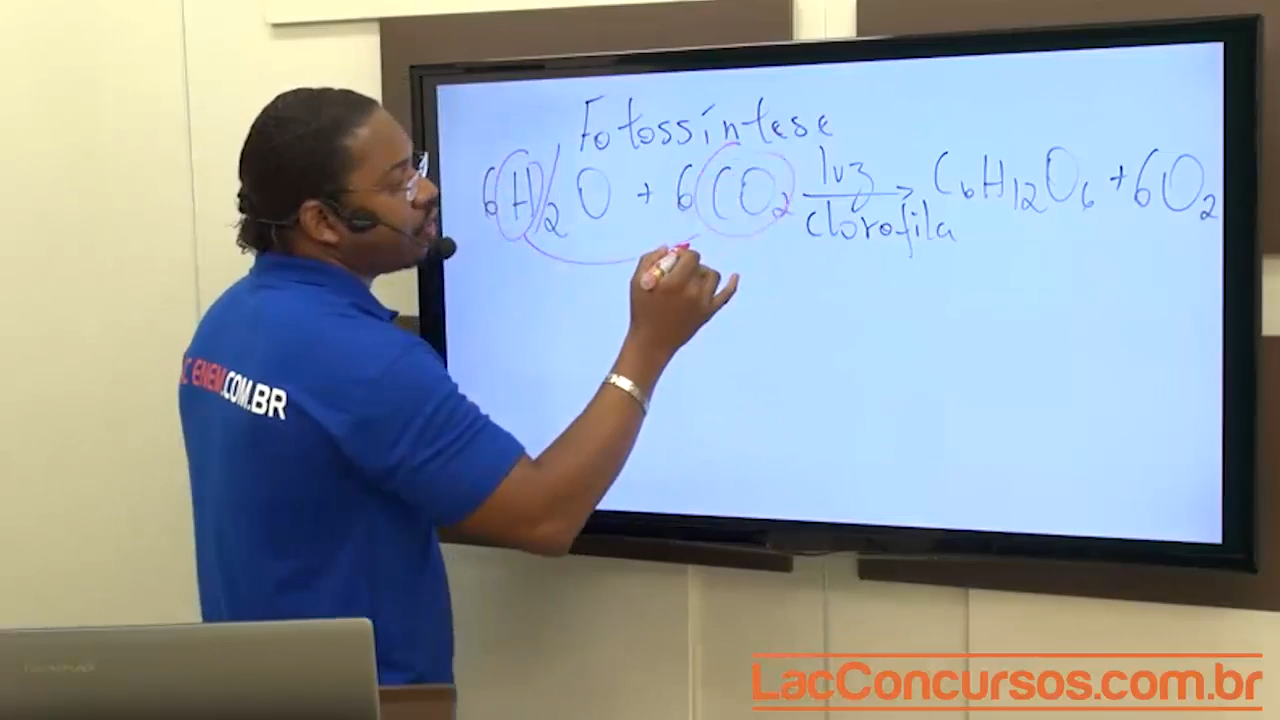 Fotossíntese
6H2O + 6CO2 luz → C6H12O6 + 6O2
clorofila
C ENEM.COM.BR
LacConcursos.com.br